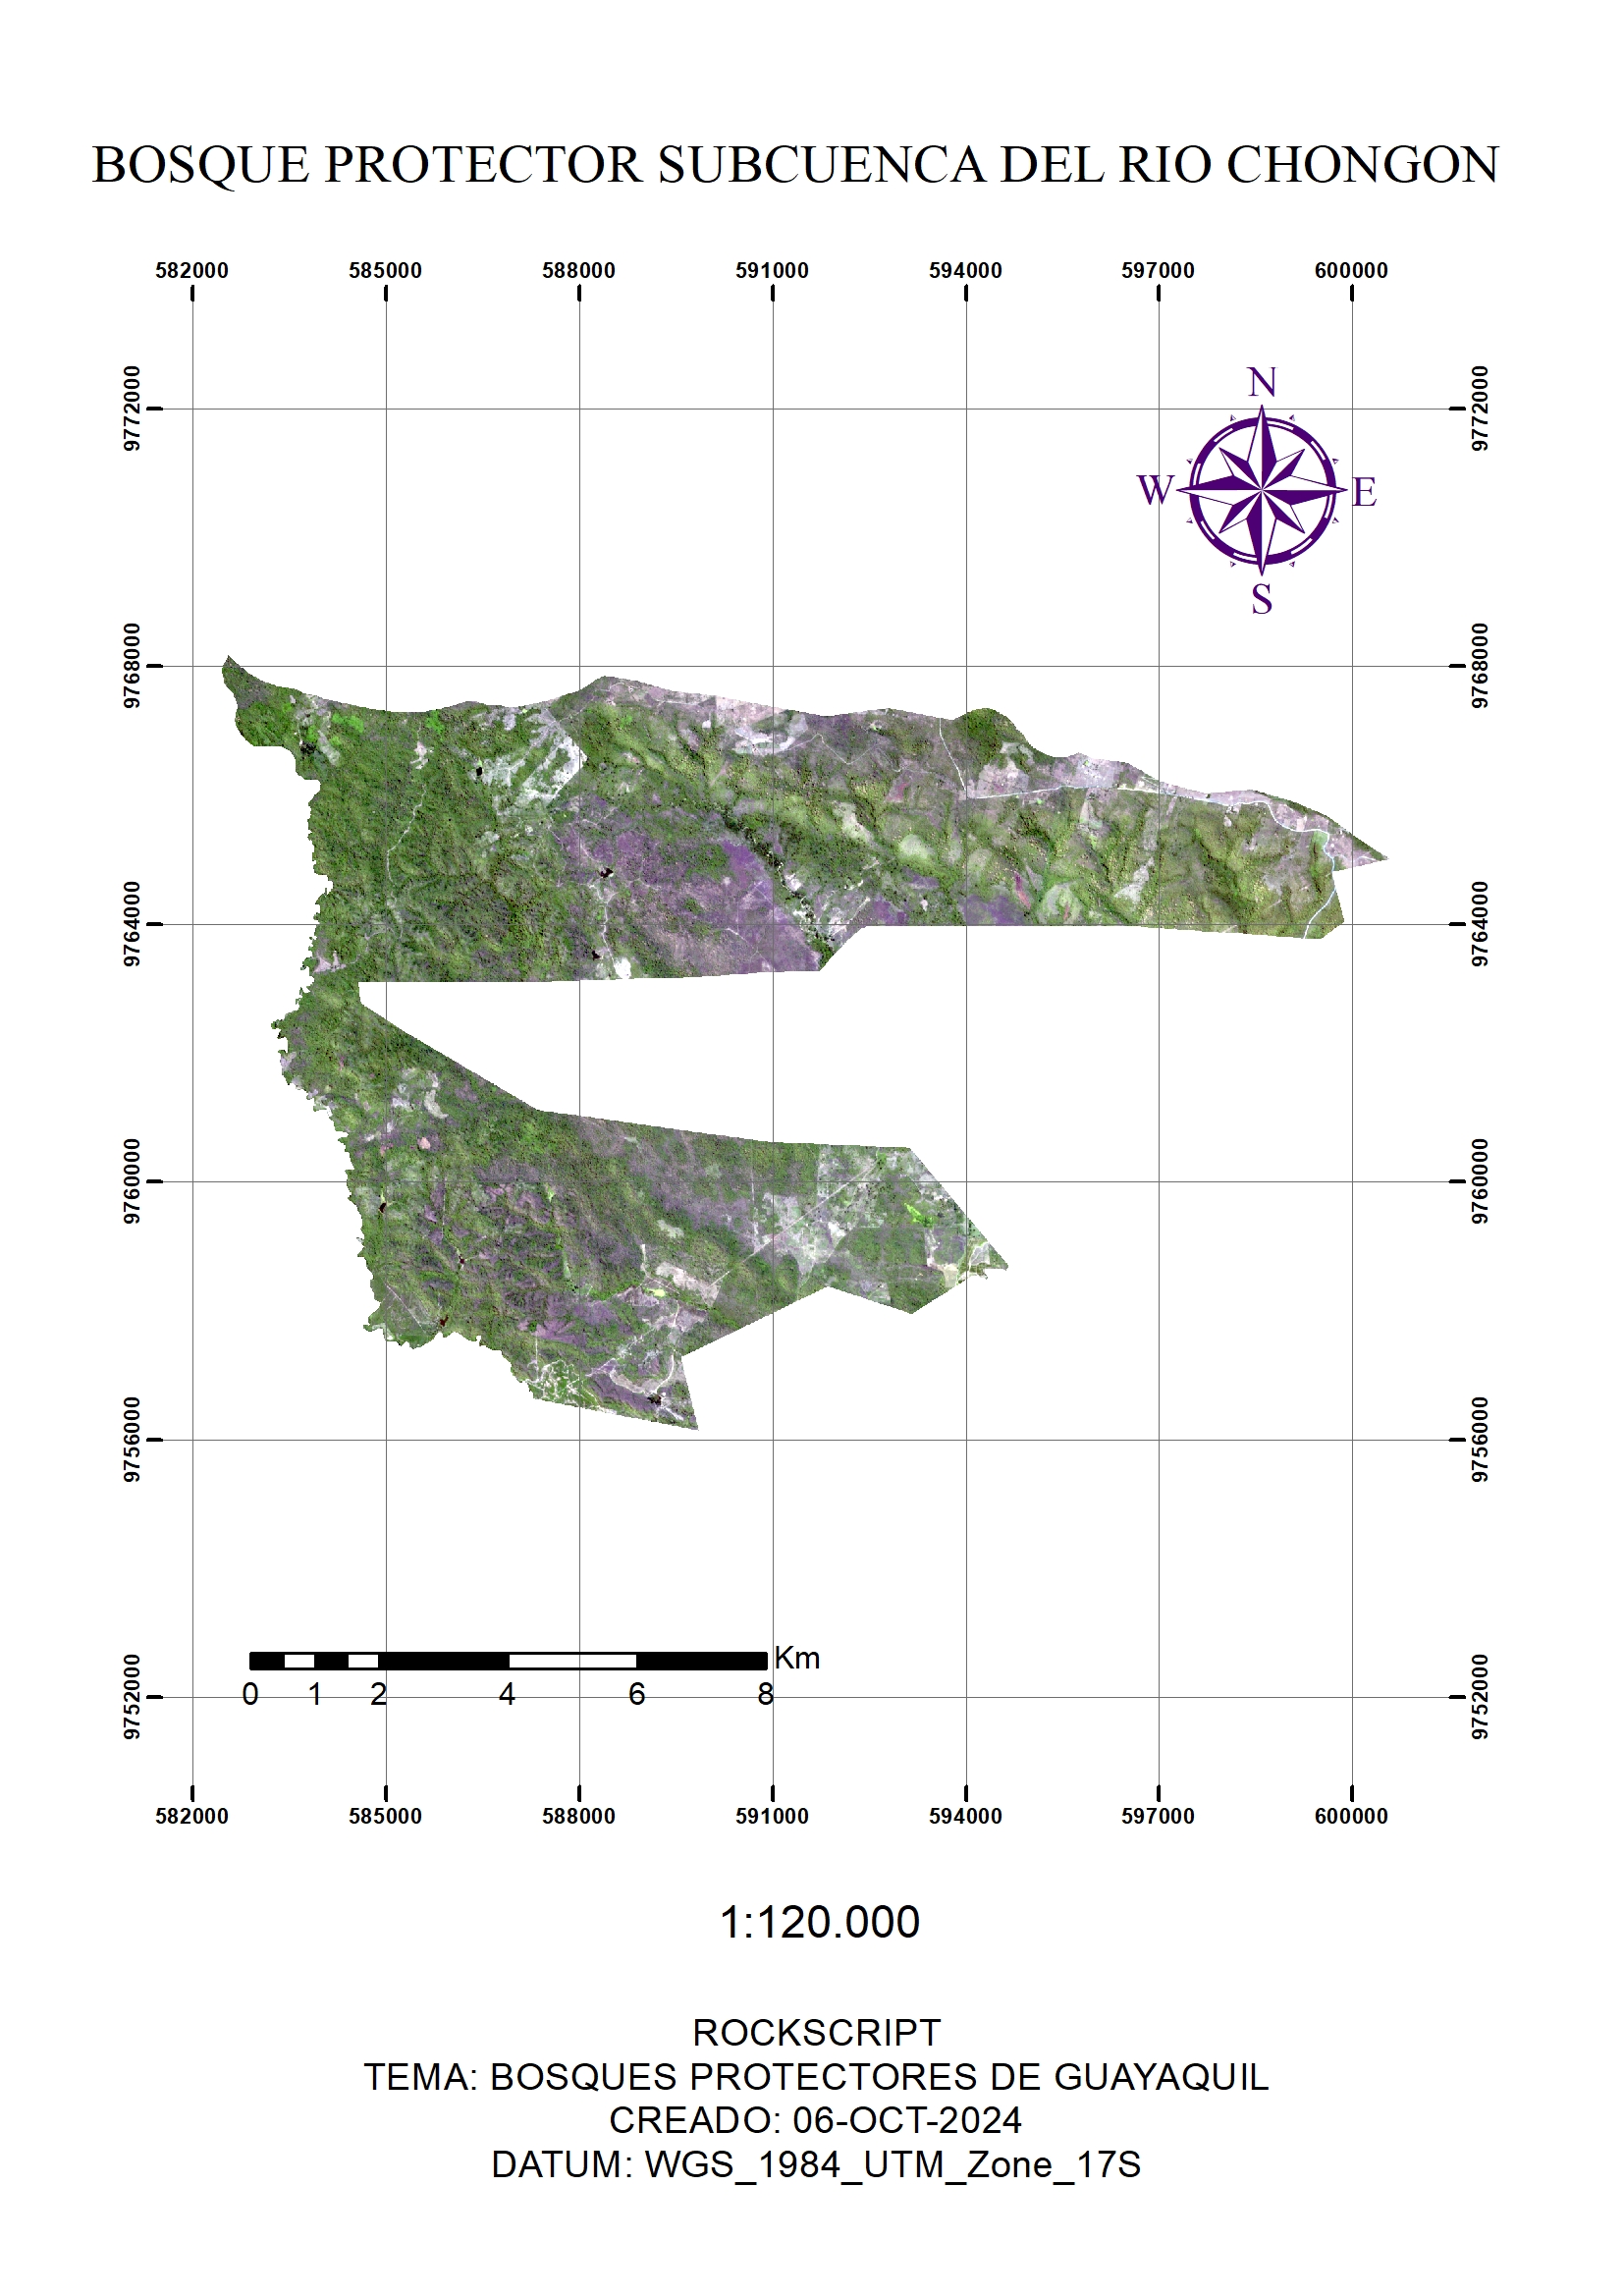 BOSQUE PROTECTOR SUBCUENCA DEL RIO CHONGON
582000 585000 588000 591000 594000 597000 600000
9772000 9772000
N
W E
S
9768000 9768000
9764000 9764000
9760000 9760000
9756000 9756000
Km
0 1 2 4 6 8
9752000 9752000
582000 585000 588000 591000 594000 597000 600000
1:120.000
ROCKSCRIPT
TEMA: BOSQUES PROTECTORES DE GUAYAQUIL
CREADO: 06-OCT-2024
DATUM: WGS_1984_UTM_Zone_17S